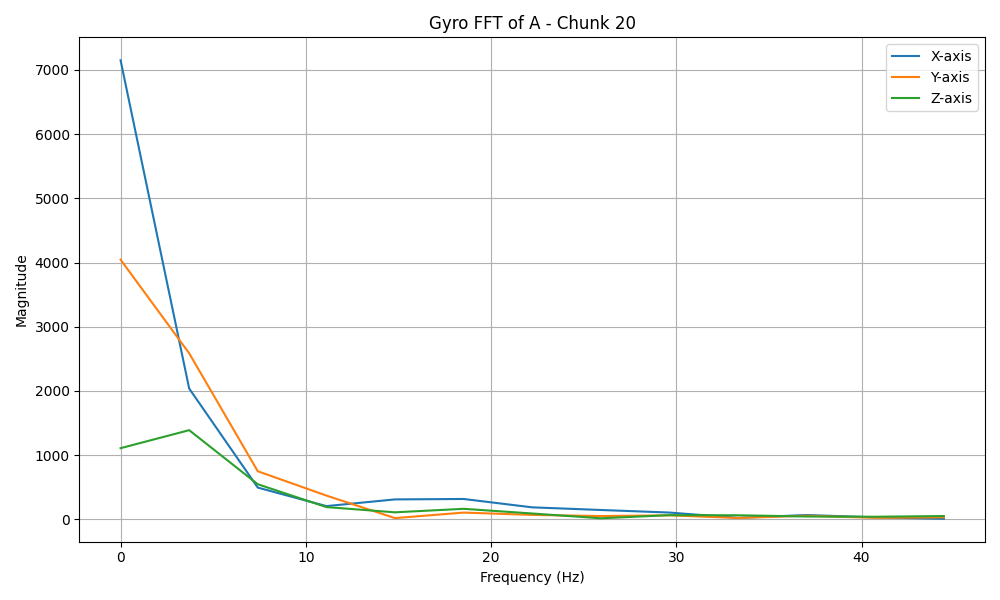 Gyro FFT of A - Chunk 20
X-axis
Y-axis
Z-axis
Magnitude
7000
6000
5000
4000
3000
2000
1000
0
0 10 20 30 40
Frequency (Hz)